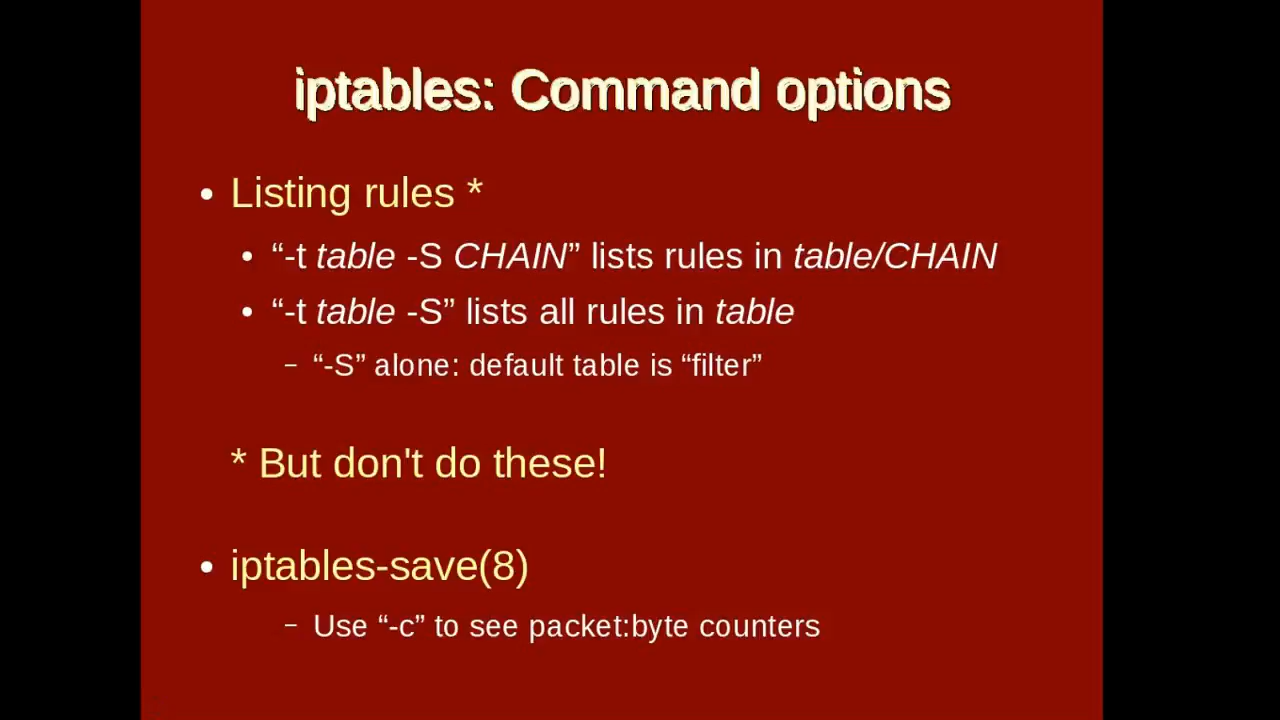 iptables: Command options
• Listing rules *
• “-t table -S CHAIN” lists rules in table/CHAIN
• “-t table -S” lists all rules in table
– “-S” alone: default table is “filter”
* But don't do these!
• iptables-save(8)
– Use “-c” to see packet:byte counters